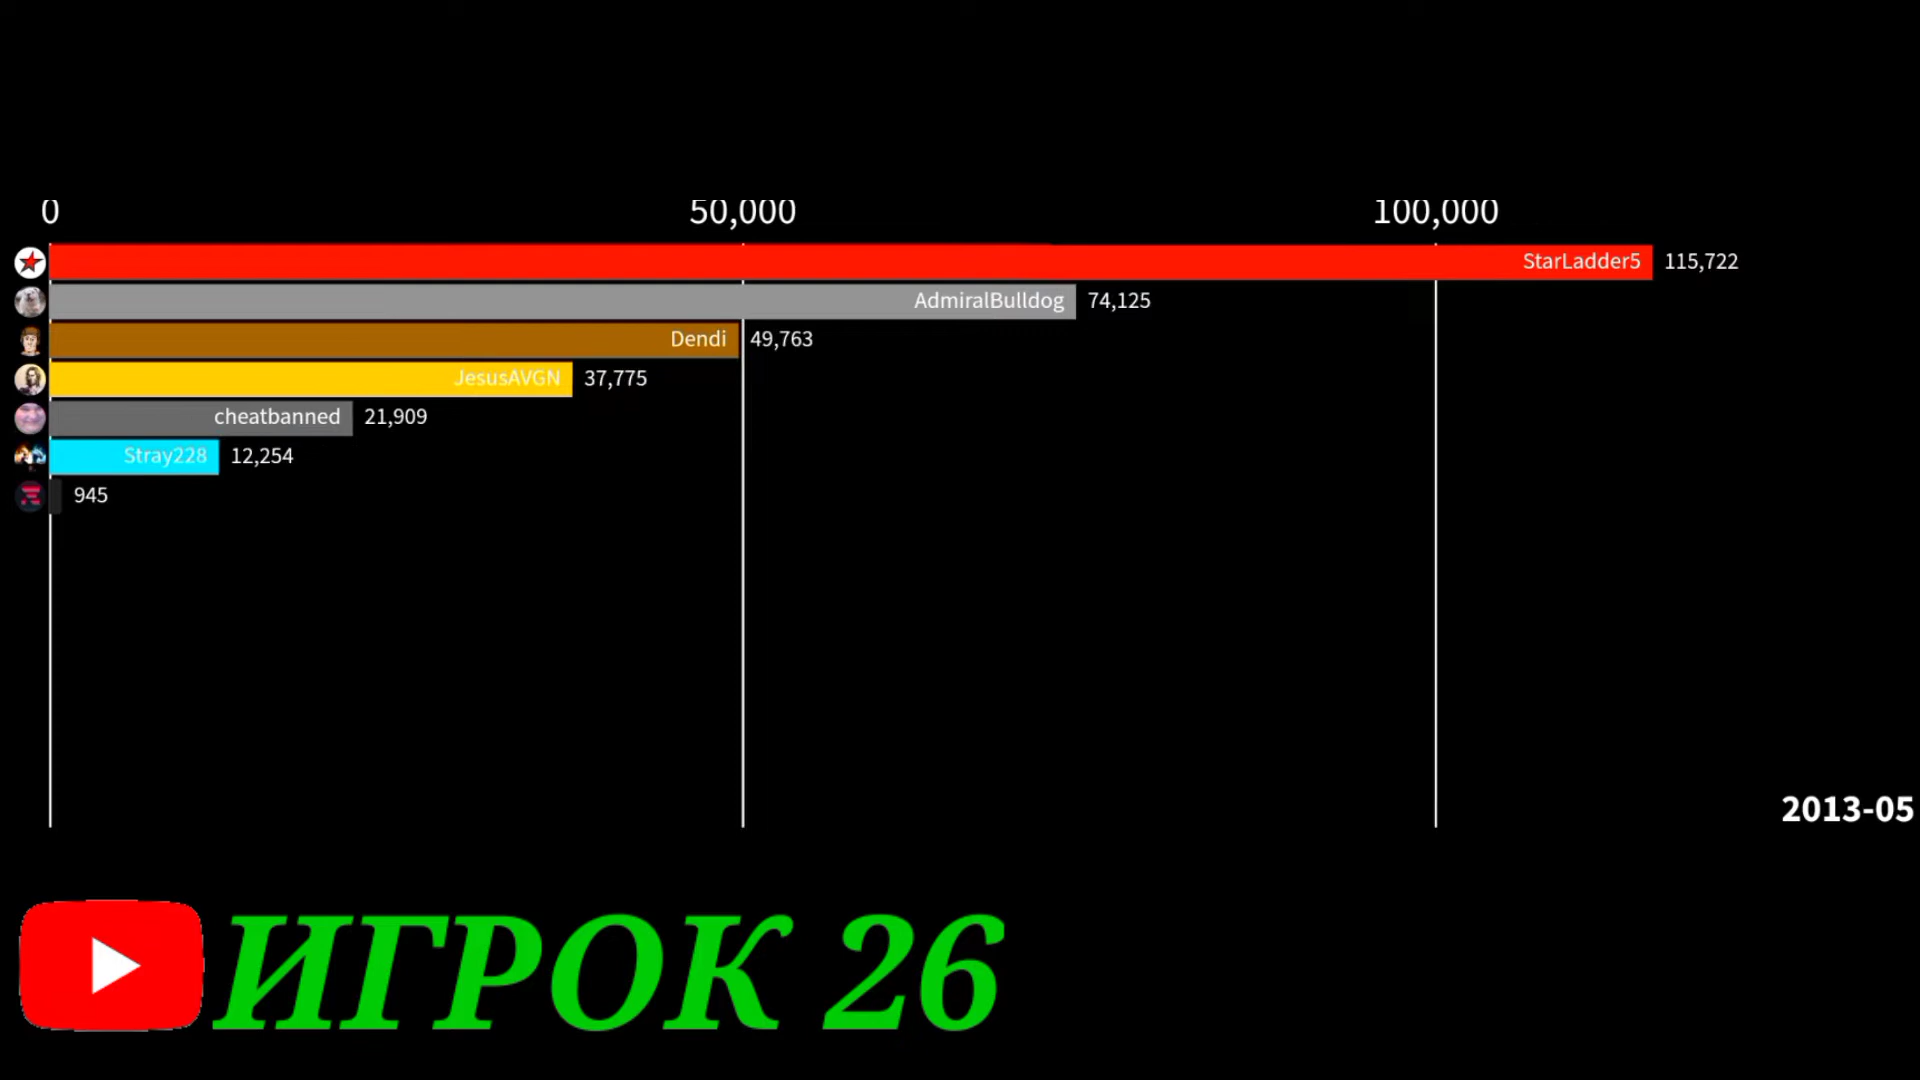 0 50,000 100,000
StarLadder5 115,722
AdmiralBulldog 74,125
Dendi 49,763
JesusAVGN 37,775
cheatbanned 21,909
Stray228 12,254
945
2013-05
ИГРОК 26